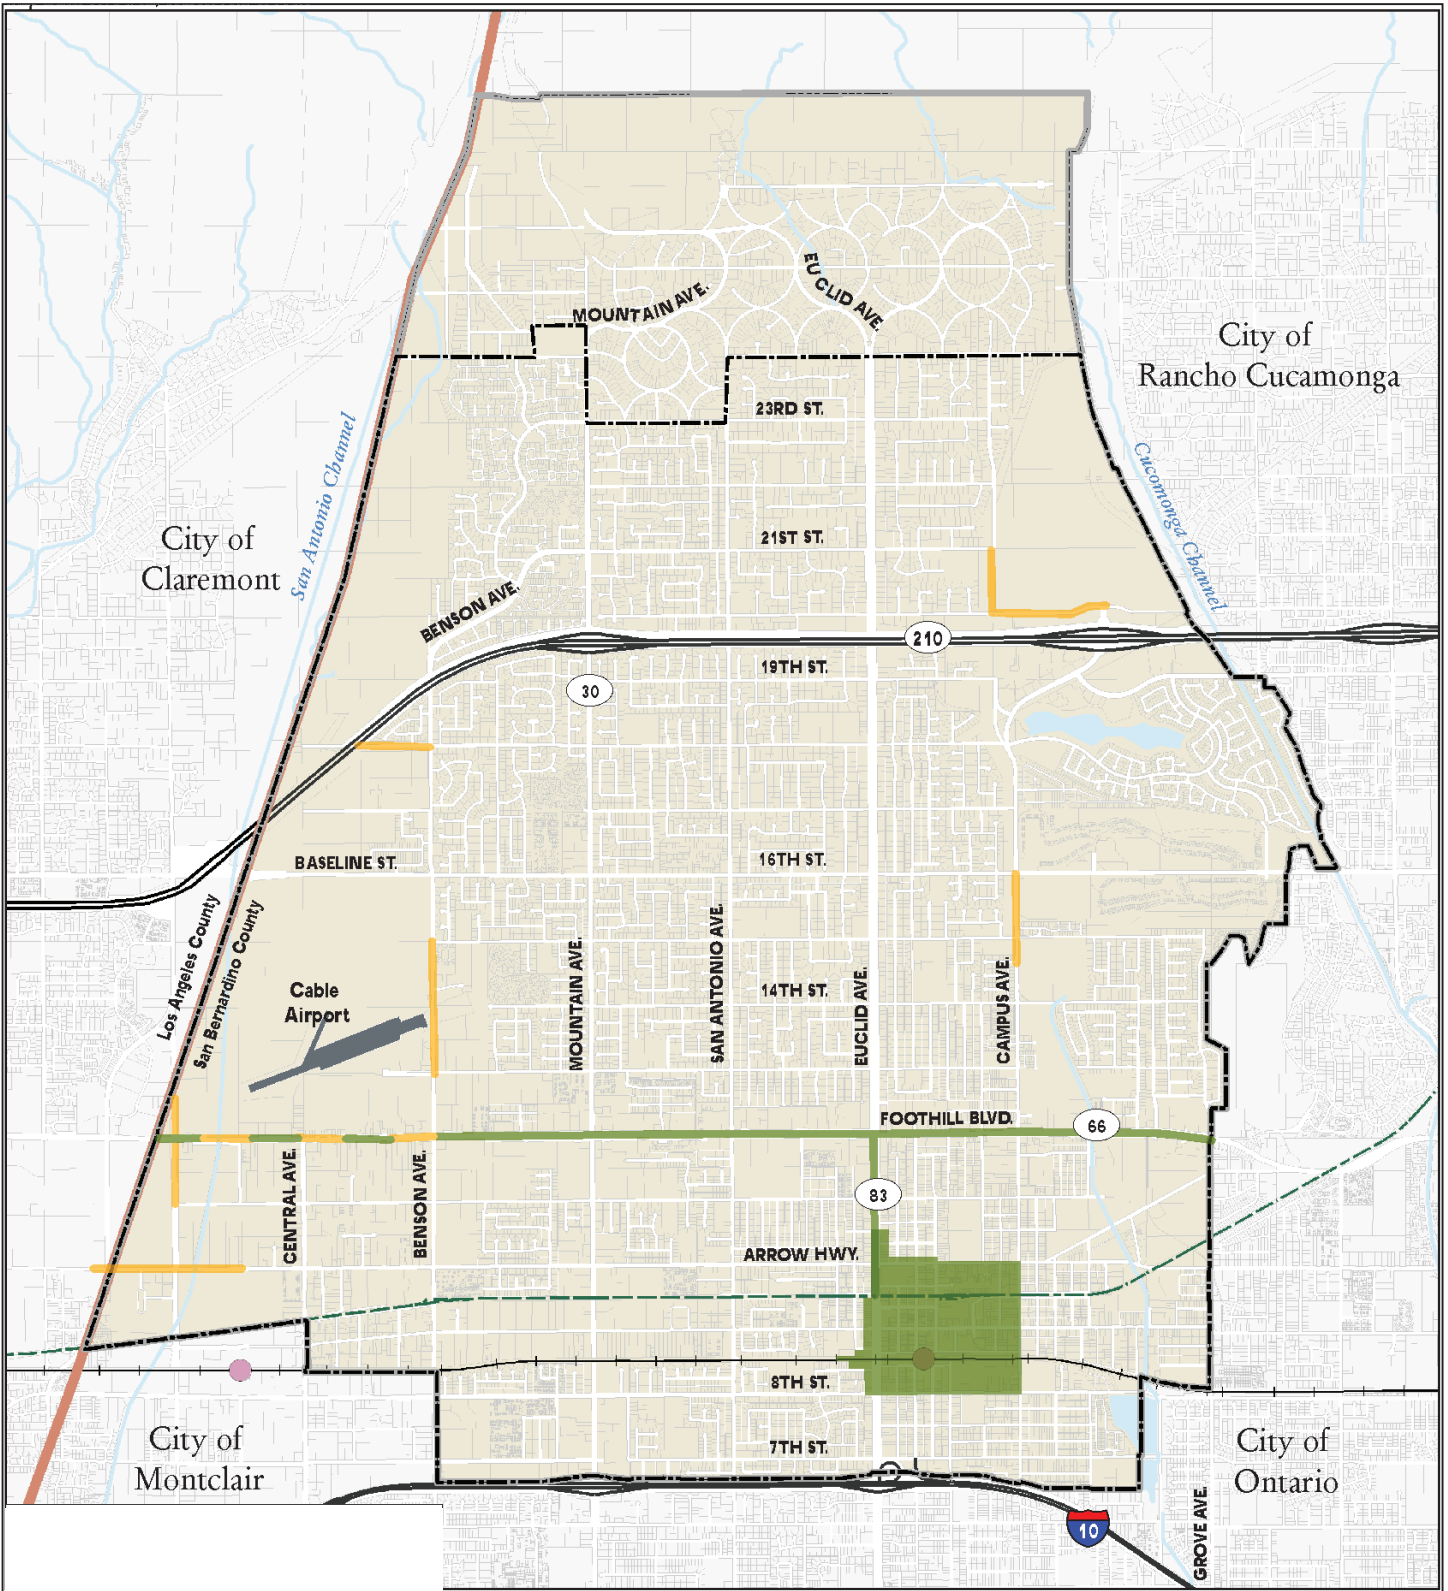 MOUNTAIN AVE.
EUCLID AVE.
City of
Rancho Cucamonga
23RD ST.
San Antonio Channel
Cucomonga Channel
City of
Claremont
21ST ST.
BENSON AVE.
210
19TH ST.
30
BASELINE ST.
16TH ST.
Los Angeles County
San Bernardino County
Cable
Airport
14TH ST.
MOUNTAIN AVE.
SAN ANTONIO AVE.
EUCLID AVE.
CAMPUS AVE.
FOOTHILL BLVD.
66
CENTRAL AVE.
BENSON AVE.
83
ARROW HWY.
8TH ST.
7TH ST.
City of
Montclair
City of
Ontario
10
GROVE AVE.